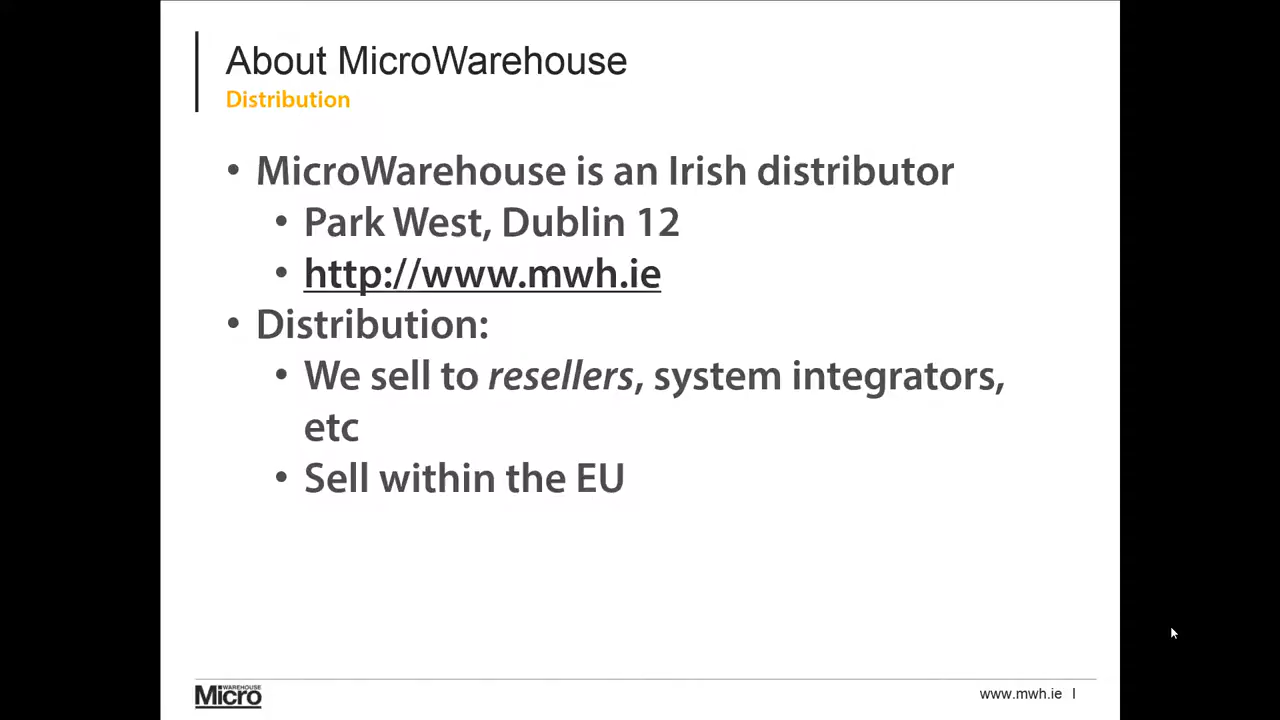 About MicroWarehouse
Distribution
• MicroWarehouse is an Irish distributor
• Park West, Dublin 12
• http://www.mwh.ie
• Distribution:
• We sell to resellers, system integrators,
etc
• Sell within the EU
WAREHOUSE
Micro
www.mwh.ie |